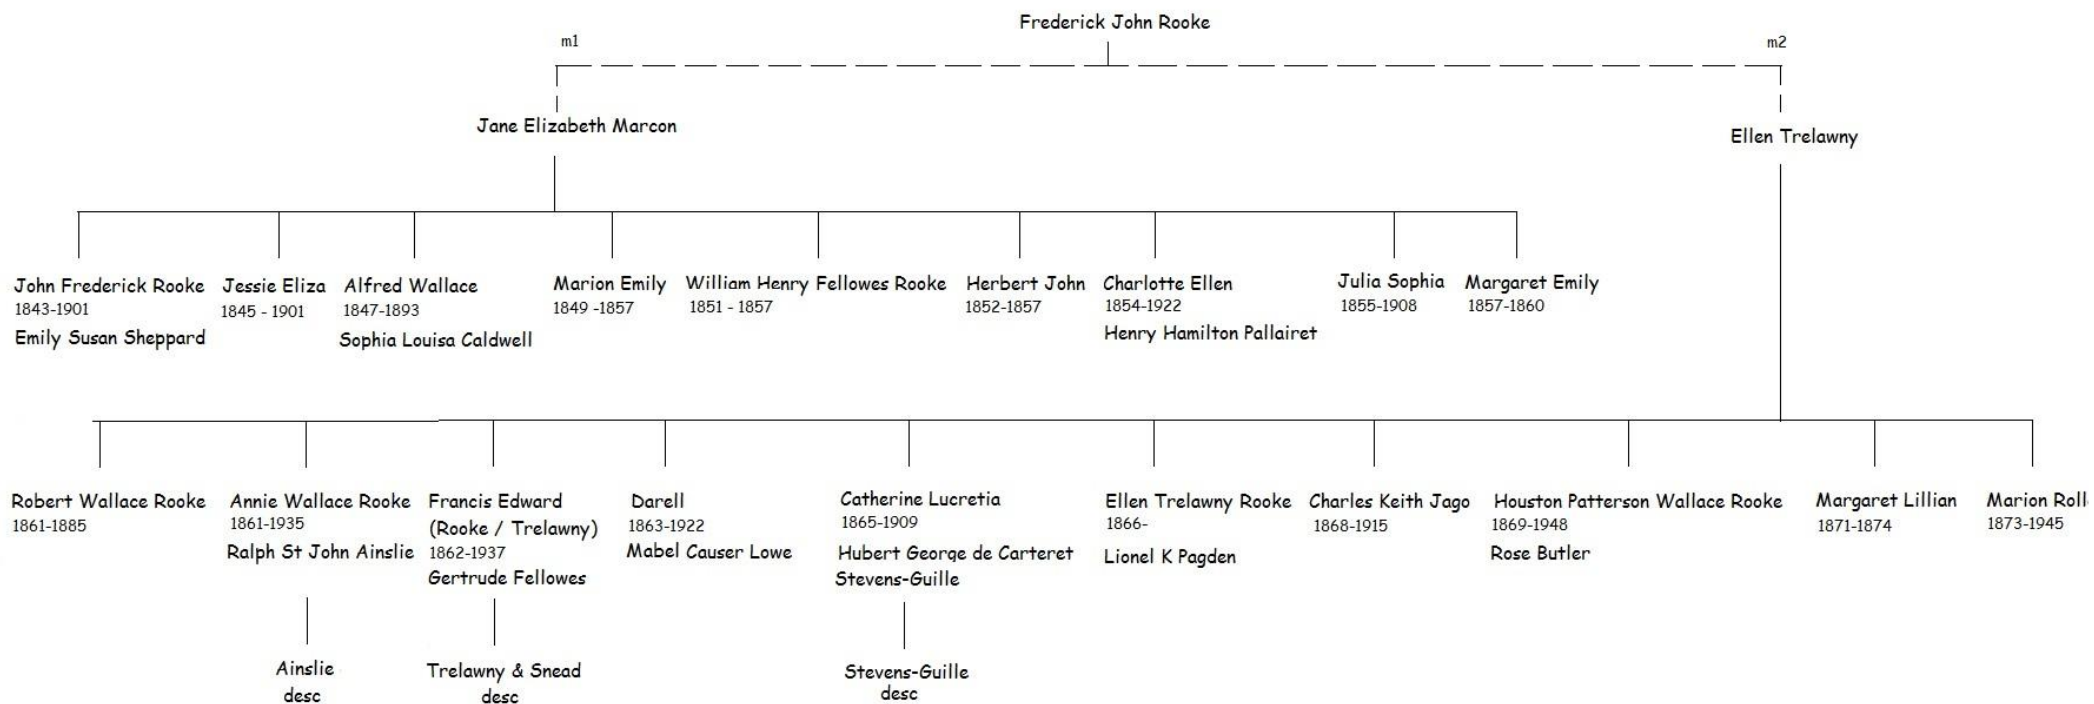 Frederick John Rooke
m1
m2
Jane Elizabeth Marcon
Ellen Trelawny
John Frederick Rooke
1843-1901
Emily Susan Sheppard
Jessie Eliza
1845 - 1901
Alfred Wallace
1847-1893
Sophia Louisa Caldwell
Marion Emily
1849 -1857
William Henry Fellowes Rooke
1851 - 1857
Herbert John
1852-1857
Charlotte Ellen
1854-1922
Henry Hamilton Pallairet
Julia Sophia
1855-1908
Margaret Emily
1857-1860
Robert Wallace Rooke
1861-1885
Annie Wallace Rooke
1861-1935
Ralph St John Ainslie
Ainslie
desc
Francis Edward
(Rooke / Trelawny)
1862-1937
Gertrude Fellowes
Trelawny & Snead
desc
Darell
1863-1922
Mabel Causer Lowe
Catherine Lucretia
1865-1909
Hubert George de Carteret
Stevens-Guille
Stevens-Guille
desc
Ellen Trelawny Rooke
1866-
Lionel K Pagden
Charles Keith Jago
1868-1915
Houston Patterson Wallace Rooke
1869-1948
Rose Butler
Margaret Lillian
1871-1874
Marion Roll
1873-1945